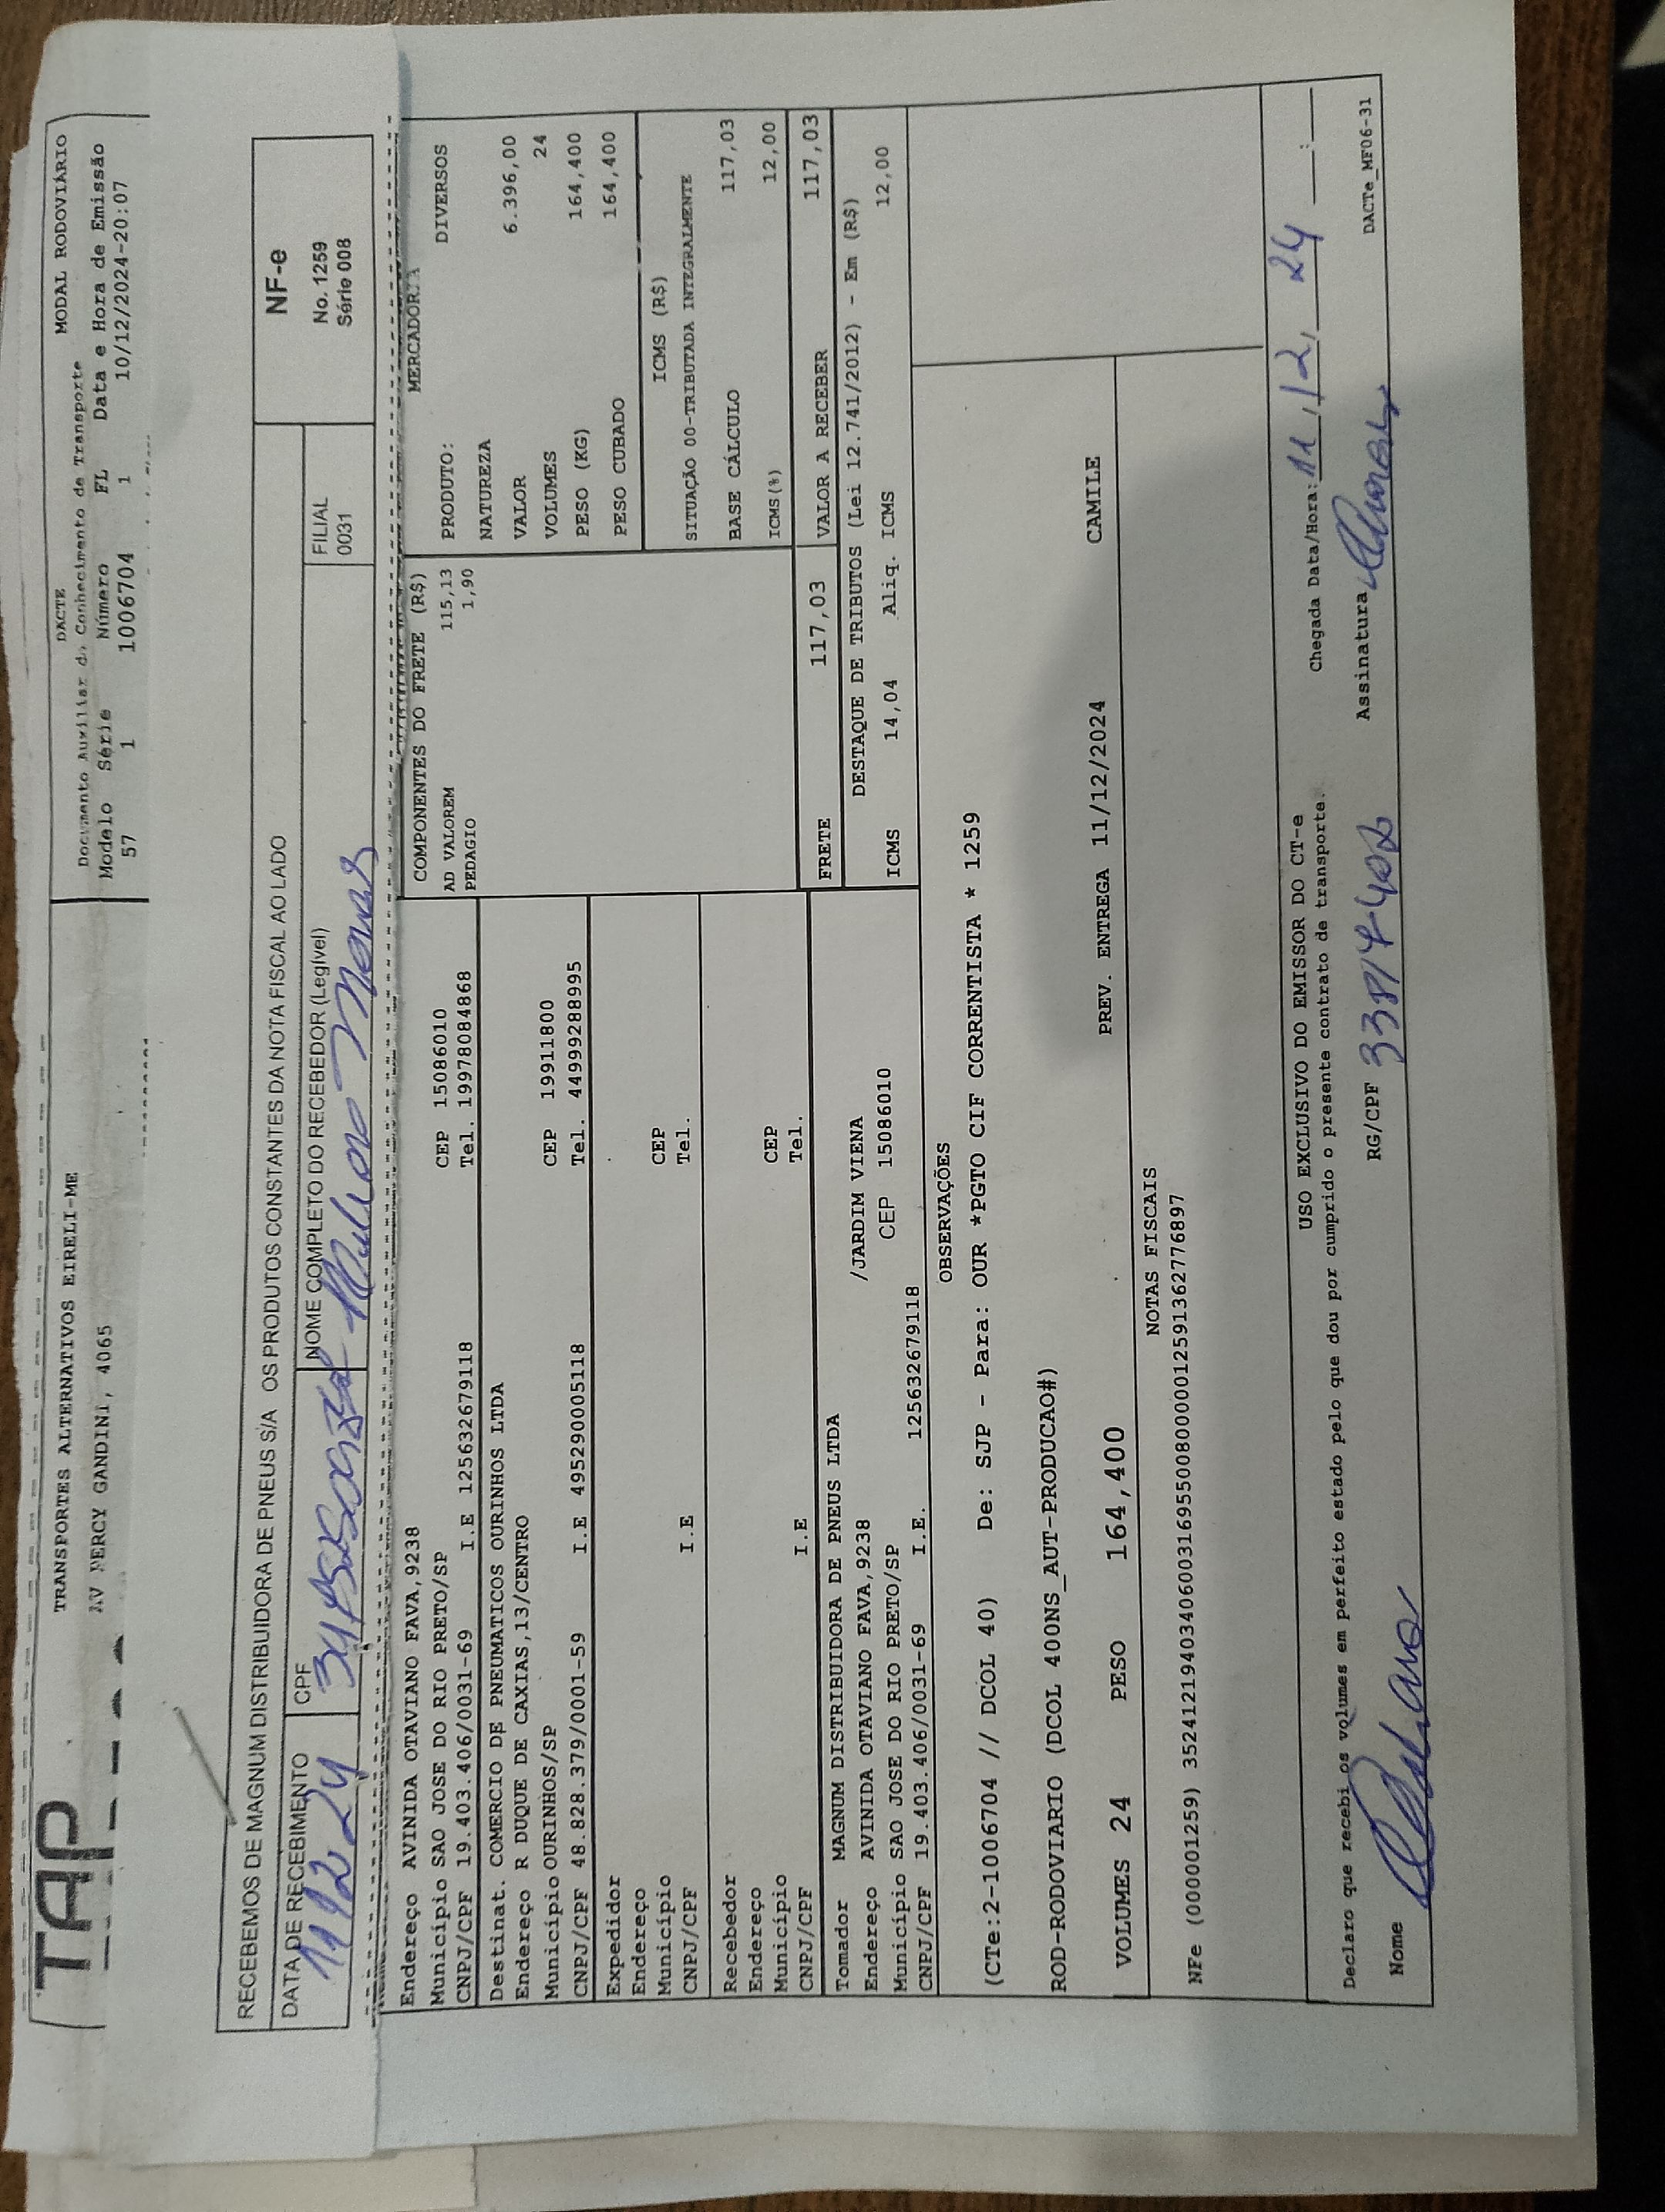 TAP
TRANSPORTES ALTERNATIVOS EIRELI-ME
AV PERCY GANDINI, 4065
DACTE MODAL RODOVIÁRIO
Documento Auxiliar do Conhecimento de Transporte
Modelo Série Número FL Data e Hora de Emissão
57 1 1006704 1 10/12/2024-20:07
RECEBEMOS DE MAGNUM DISTRIBUIDORA DE PNEUS S/A OS PRODUTOS CONSTANTES DA NOTA FISCAL AO LADO
NF-e
No. 1259
Série 008
DATA DE RECEBIMENTO CPF NOME COMPLETO DO RECEBEDOR (Legível) FILIAL
11 12 24
0031
Endereço AVINIDA OTAVIANO FAVA,9238
Município SAO JOSE DO RIO PRETO/SP CEP 15086010
CNPJ/CPF 19.403.406/0031-69 I.E 125632679118 Tel. 19978084868
Destinat. COMERCIO DE PNEUMATICOS OURINHOS LTDA
Endereço R DUQUE DE CAXIAS,13/CENTRO
Município OURINHOS/SP CEP 19911800
CNPJ/CPF 48.828.379/0001-59 I.E 495290005118 Tel. 44999288995
Expedidor
Endereço
Município CEP
CNPJ/CPF I.E Tel.
Recebedor
Endereço
Município CEP
CNPJ/CPF I.E Tel.
Tomador MAGNUM DISTRIBUIDORA DE PNEUS LTDA
Endereço AVINIDA OTAVIANO FAVA,9238 /JARDIM VIENA
Município SAO JOSE DO RIO PRETO/SP CEP 15086010
CNPJ/CPF 19.403.406/0031-69 I.E. 125632679118
COMPONENTES DO FRETE (R$)
AD VALOREM 115,13
PEDAGIO 1,90
MERCADORIA
PRODUTO: DIVERSOS
NATUREZA
VALOR 6.396,00
VOLUMES 24
PESO (KG) 164,400
PESO CUBADO 164,400
ICMS (R$)
SITUAÇÃO 00-TRIBUTADA INTEGRALMENTE
BASE CÁLCULO 117,03
ICMS(%) 12,00
FRETE 117,03 VALOR A RECEBER 117,03
DESTAQUE DE TRIBUTOS (Lei 12.741/2012) - Em (R$)
ICMS 14,04 Aliq. ICMS 12,00
OBSERVAÇÕES
(CTe:2-1006704 // DCOL 40) De: SJP - Para: OUR *PGTO CIF CORRENTISTA * 1259
ROD-RODOVIARIO (DCOL 400NS_AUT-PRODUCAO#)
VOLUMES 24 PESO 164,400 PREV. ENTREGA 11/12/2024 CAMILE
NOTAS FISCAIS
NFe (000001259) 35241219403406003169550080000012591362776897
USO EXCLUSIVO DO EMISSOR DO CT-e
Declaro que recebi os volumes em perfeito estado pelo que dou por cumprido o presente contrato de transporte.
Chegada Data/Hora: 11/12/24 __:__
Nome RG/CPF Assinatura
DACTe_MF06-31